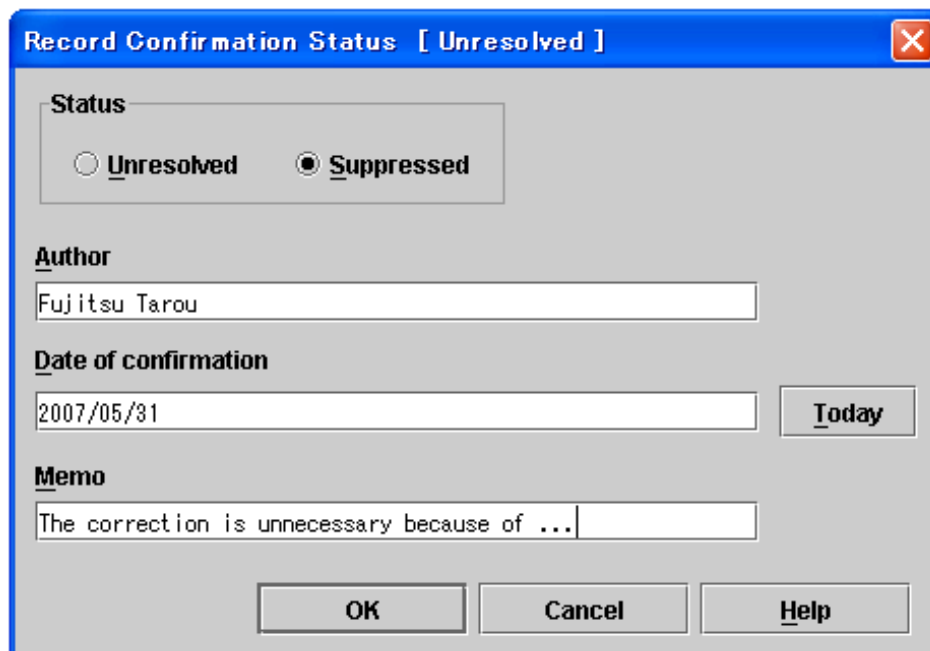 Record Confirmation Status [ Unresolved ]
Status
Unresolved Suppressed
Author
Fujitsu Tarou
Date of confirmation
2007/05/31 Today
Memo
The correction is unnecessary because of ...
OK Cancel Help